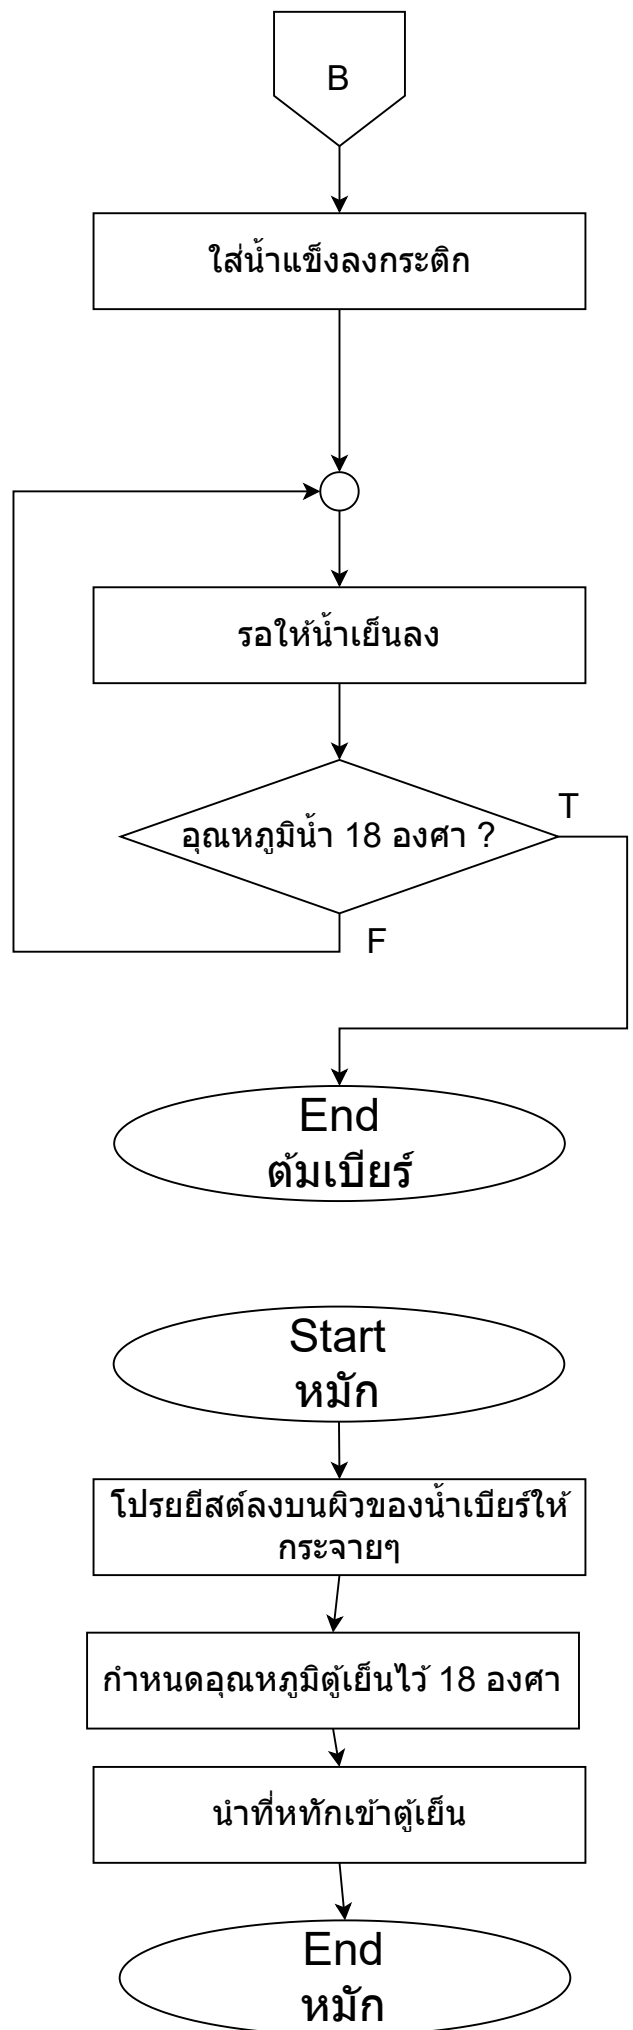 B
ใส่น้ำแข็งลงกระติก
รอให้น้ำเย็นลง
อุณหภูมิน้ำ 18 องศา ?
T
F
End
ต้มเบียร์
Start
หมัก
โปรยยีสต์ลงบนผิวของน้ำเบียร์ให้
กระจายๆ
กำหนดอุณหภูมิตู้เย็นไว้ 18 องศา
นำที่หทักเข้าตู้เย็น
End
หมัก